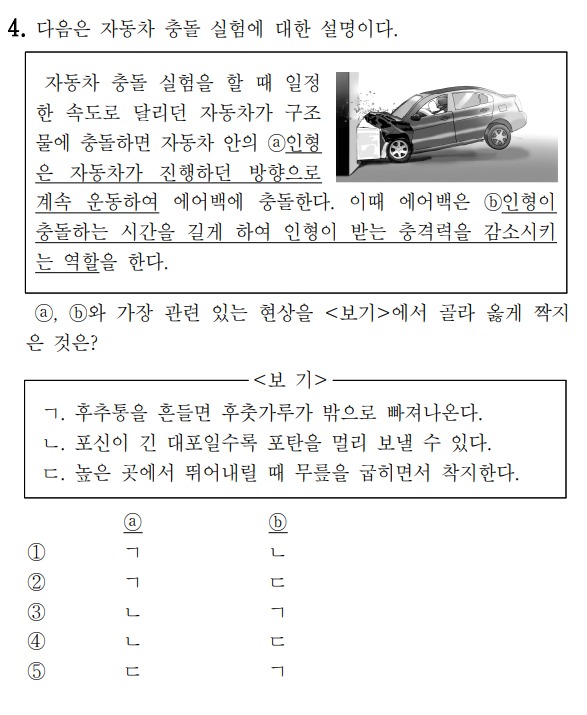 4. 다음은 자동차 충돌 실험에 대한 설명이다.
자동차 충돌 실험을 할 때 일정
한 속도로 달리던 자동차가 구조
물에 충돌하면 자동차 안의 ⓐ인형
은 자동차가 진행하던 방향으로
계속 운동하여 에어백에 충돌한다. 이때 에어백은 ⓑ인형이
충돌하는 시간을 길게 하여 인형이 받는 충격력을 감소시키
는 역할을 한다.
ⓐ, ⓑ와 가장 관련 있는 현상을 <보기>에서 골라 옳게 짝지
은 것은?
<보 기>
ㄱ. 후추통을 흔들면 후춧가루가 밖으로 빠져나온다.
ㄴ. 포신이 긴 대포일수록 포탄을 멀리 보낼 수 있다.
ㄷ. 높은 곳에서 뛰어내릴 때 무릎을 굽히면서 착지한다.
ⓐ ⓑ
① ㄱ ㄴ
② ㄱ ㄷ
③ ㄴ ㄱ
④ ㄴ ㄷ
⑤ ㄷ ㄱ